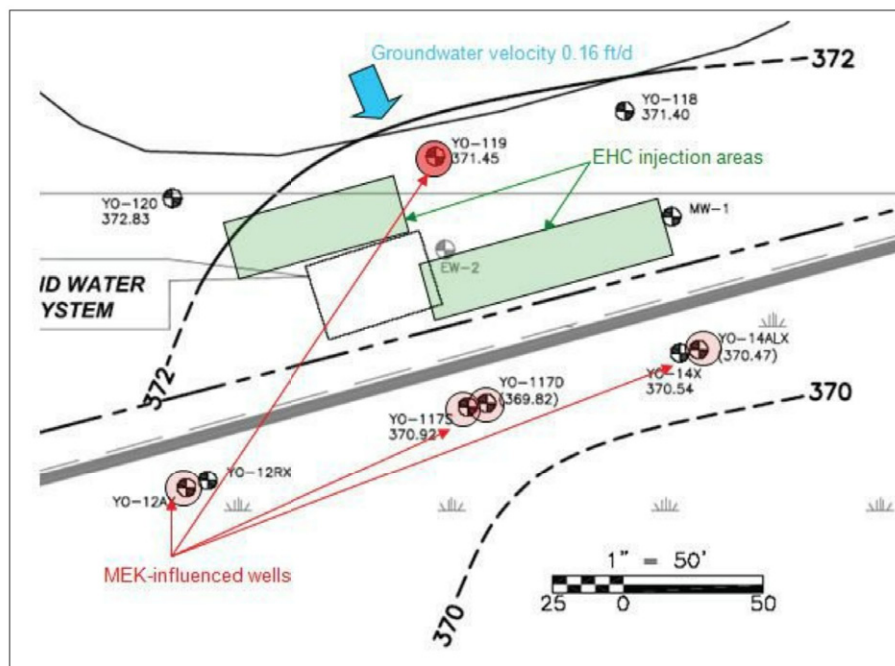 Groundwater velocity 0.16 ft/d
372
YO-118
371.40
YO-119
371.45
EHC injection areas
YO-120
372.83
MW-1
EW-2
ID WATER
YSTEM
YO-14ALX
(370.47)
YO-14X
370.54
372
YO-117D
(369.82)
YO-117S
370.92
370
YO-12RX
YO-12AX
MEK-influenced wells
1" = 50'
25 0 50
370